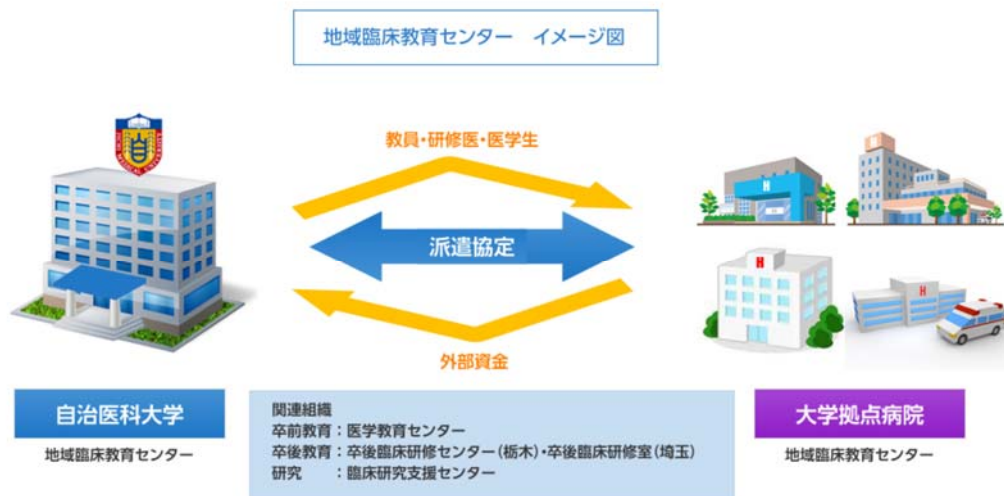 地域臨床教育センター　イメージ図
教員・研修医・医学生
派遣協定
外部資金
自治医科大学
地域臨床教育センター
関連組織
卒前教育：医学教育センター
卒後教育：卒後臨床研修センター（栃木）・卒後臨床研修室（埼玉）
研究　　：臨床研究支援センター
大学拠点病院
地域臨床教育センター
H
H
H
H